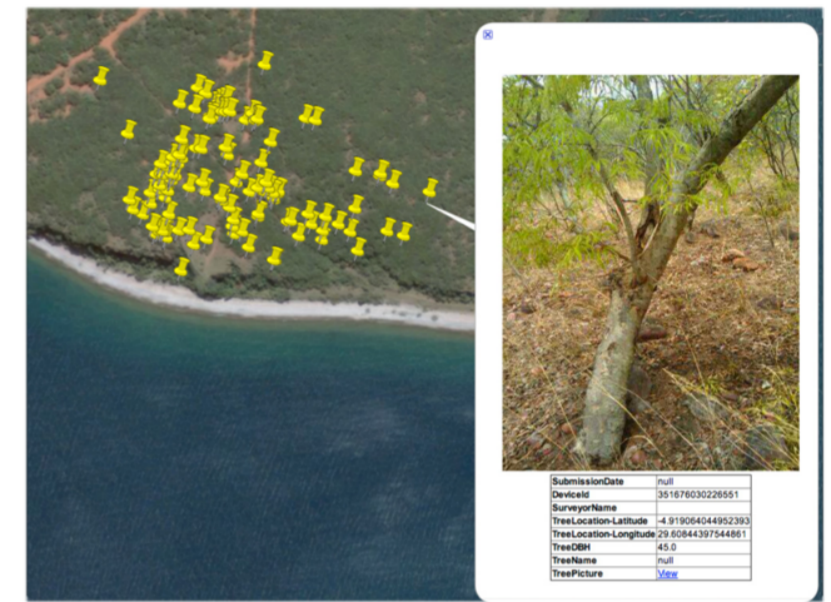 SubmissionDate null
DeviceId 351676030226551
SurveyorName
TreeLocation-Latitude -4.919064044952393
TreeLocation-Longitude 29.60844397544861
TreeDBH 45.0
TreeName null
TreePicture View